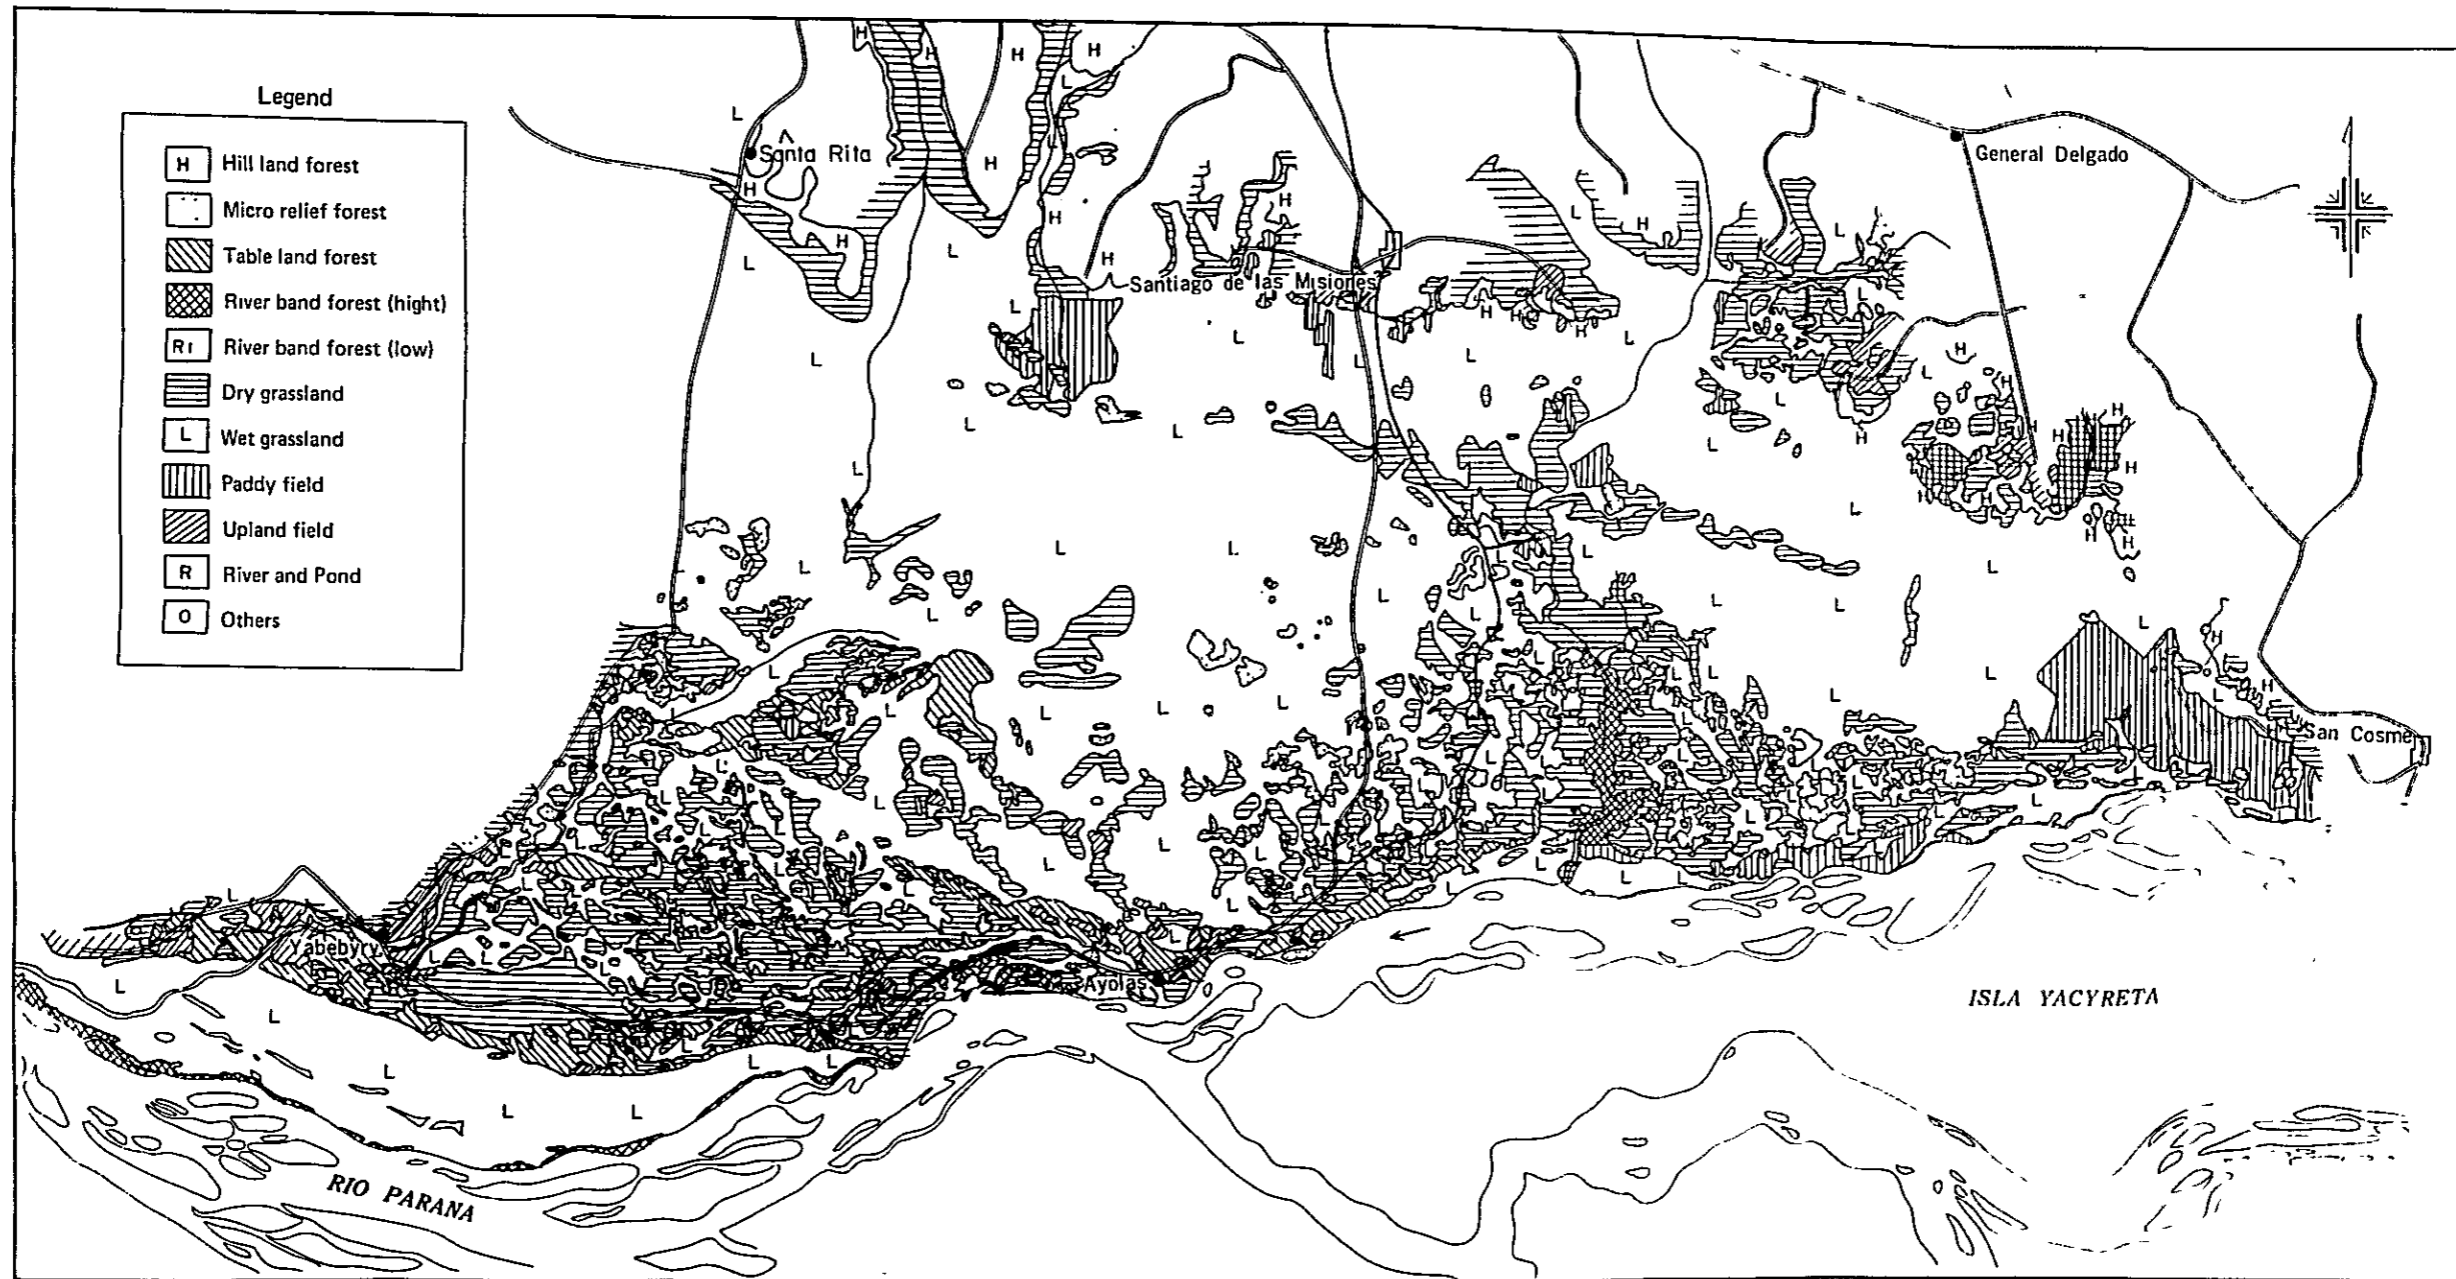 Legend
H Hill land forest
Micro relief forest
Table land forest
River band forest (hight)
Rı River band forest (low)
Dry grassland
L Wet grassland
Paddy field
Upland field
R River and Pond
O Others
Santa Rita
General Delgado
Santiago de las Misiones
San Cosme
Yabebyry
Ayolas
ISLA YACYRETA
RIO PARANA